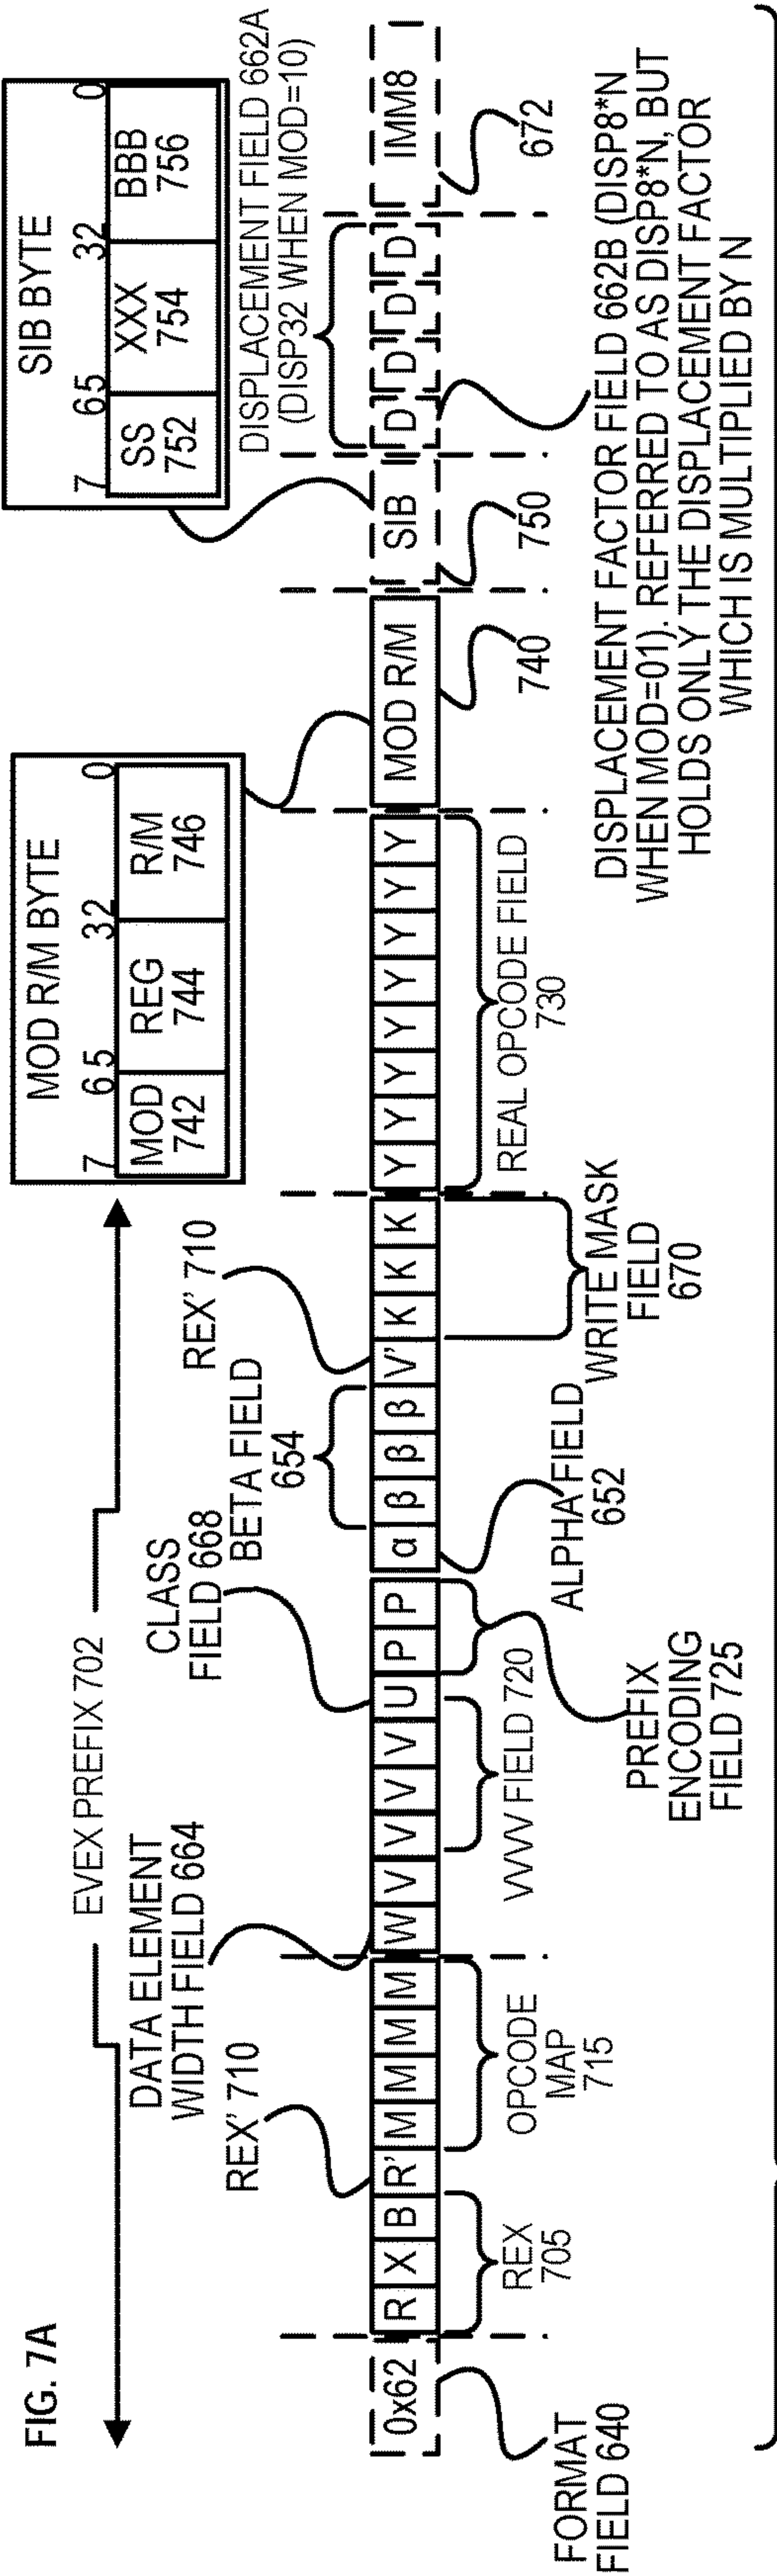 FIG. 7A
EVEX PREFIX 702
MOD R/M BYTE
7 6 5 3 2 0
MOD 742
REG 744
R/M 746
SIB BYTE
7 6 5 3 2 0
SS 752
XXX 754
BBB 756
REX' 710
DATA ELEMENT
WIDTH FIELD 664
CLASS
FIELD 668
BETA FIELD
654
REX' 710
DISPLACEMENT FIELD 662A
(DISP32 WHEN MOD=10)
0x62 R X B R' M M M M W V V V V U P P α β β β V' K K K Y Y Y Y Y Y Y Y MOD R/M SIB D D D D IMM8
FORMAT
FIELD 640
REX
705
OPCODE
MAP
715
VVVV FIELD 720
PREFIX
ENCODING
FIELD 725
ALPHA FIELD
652
WRITE MASK
FIELD
670
REAL OPCODE FIELD
730
740
750
672
DISPLACEMENT FACTOR FIELD 662B (DISP8*N
WHEN MOD=01). REFERRED TO AS DISP8*N, BUT
HOLDS ONLY THE DISPLACEMENT FACTOR
WHICH IS MULTIPLIED BY N